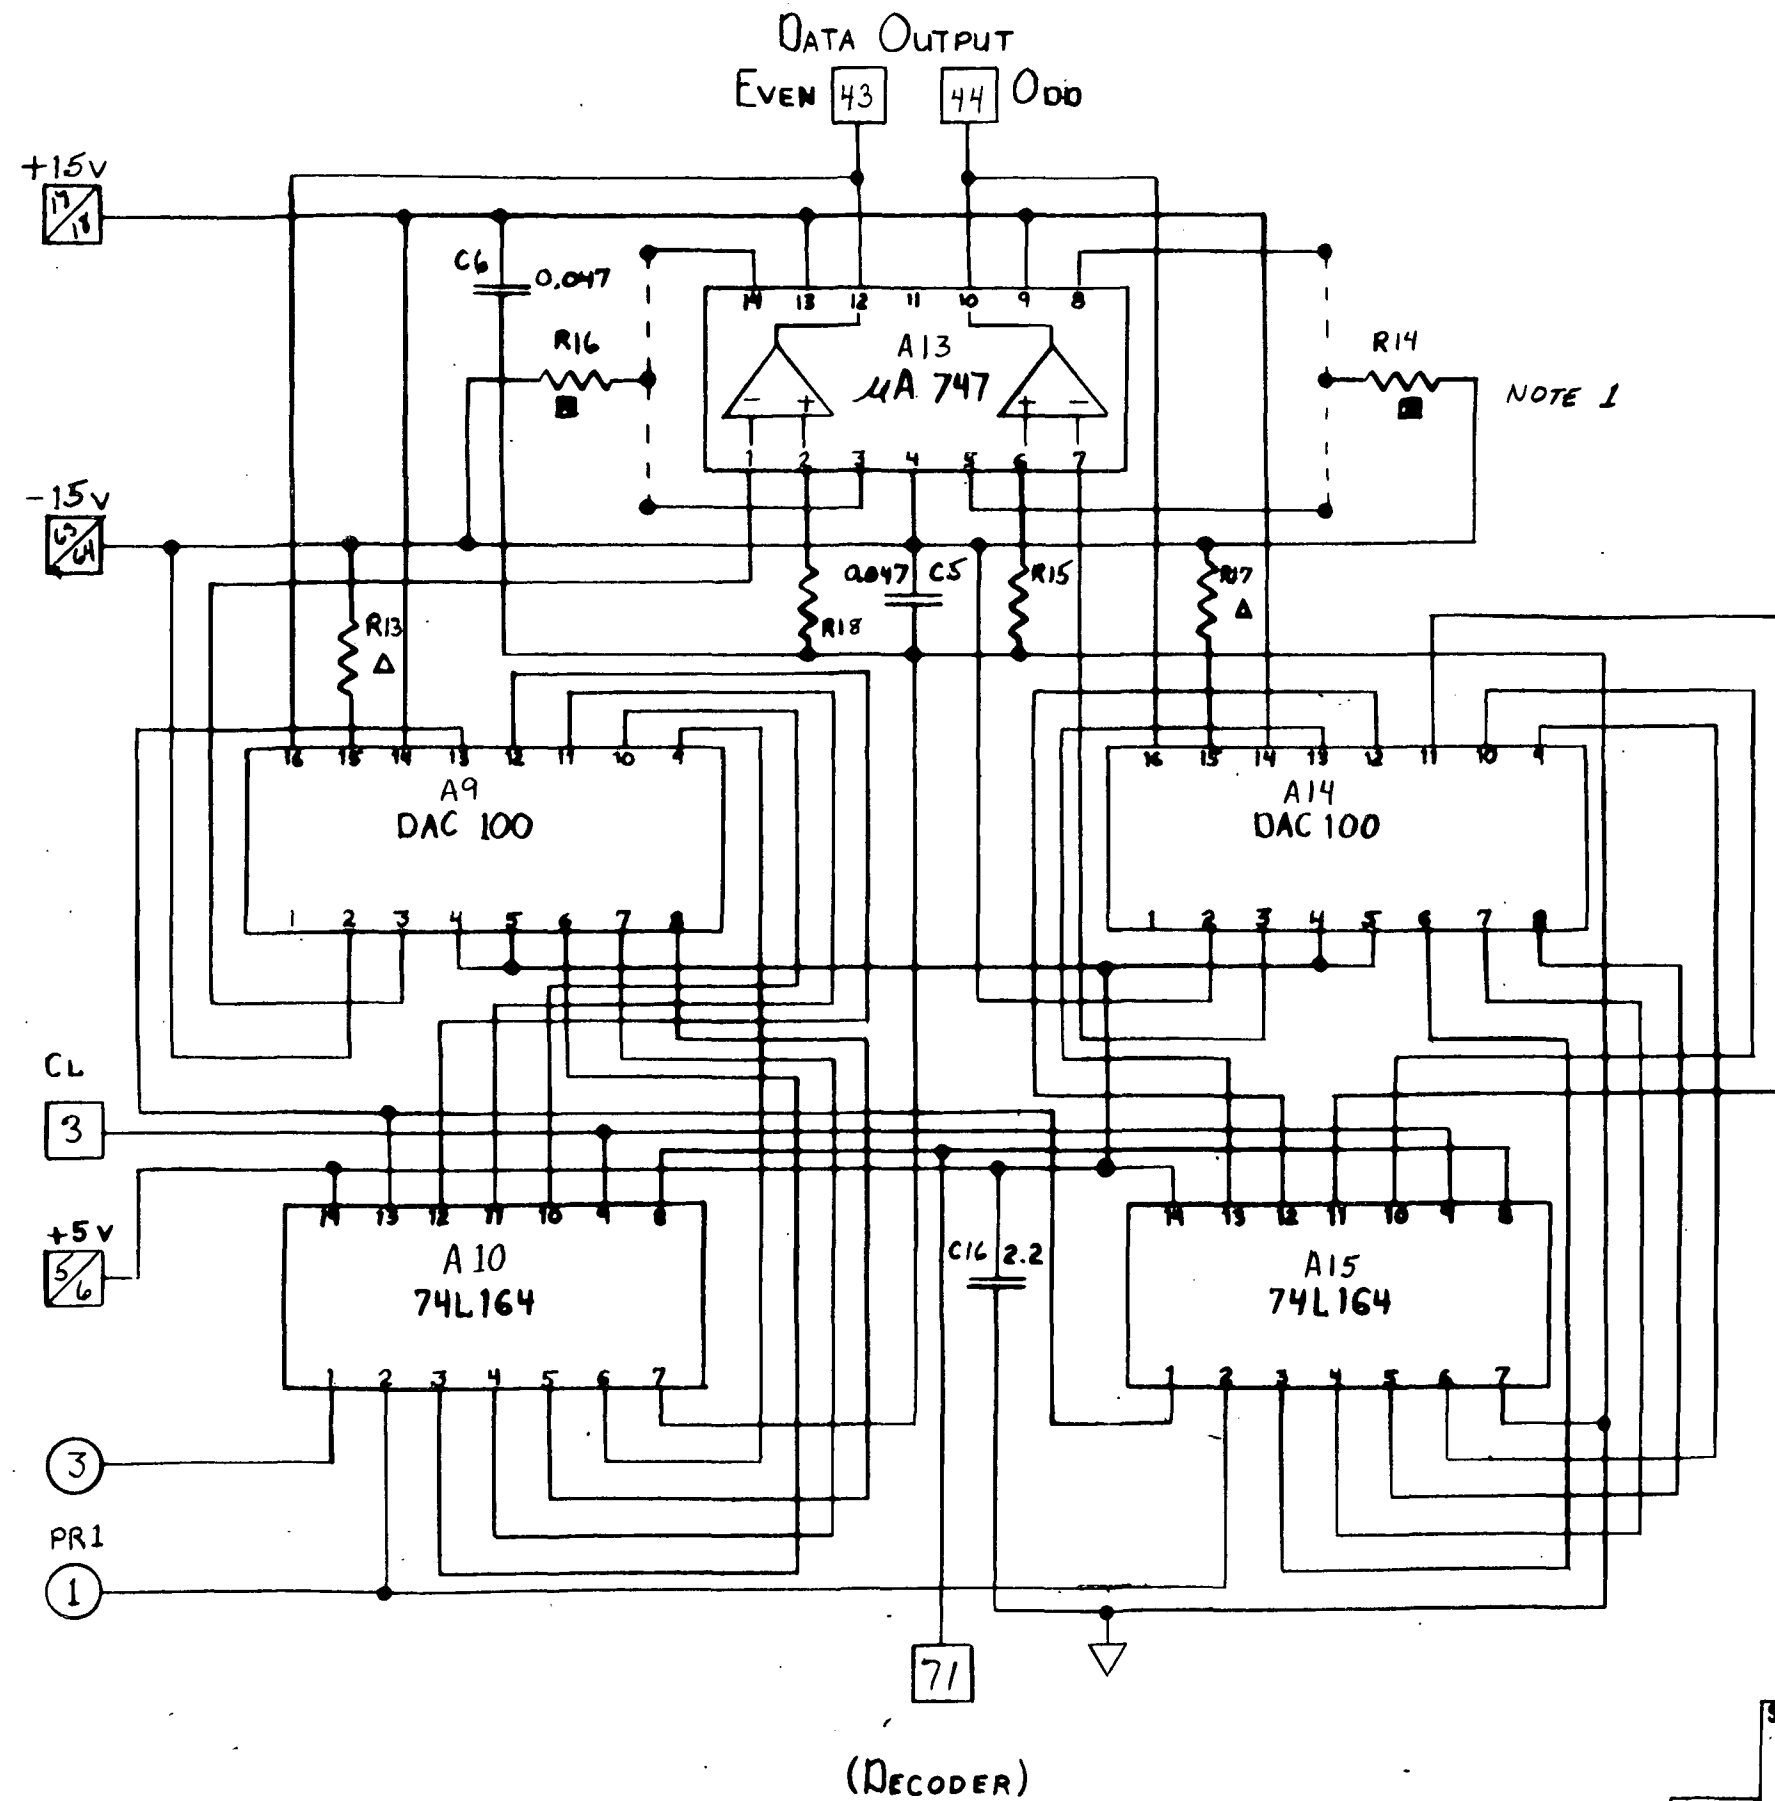 DATA OUTPUT
EVEN 43 44 ODD
+15V
17/18
C6 0.047
14 13 12 11 10 9 8
R16
A13
R14
μA 747
NOTE 1
- + + -
1 2 3 4 5 6 7
-15V
63/64
0.047 C5 R15 R17
R13 R18
16 15 14 13 12 11 10 9
16 15 14 13 12 11 10 9
A9
DAC 100
A14
DAC 100
1 2 3 4 5 6 7 8
1 2 3 4 5 6 7 8
CL
3
14 13 12 11 10 9 8
14 13 12 11 10 9 8
+5V
5/6
A10
74L164
C16 2.2
A15
74L164
1 2 3 4 5 6 7
1 2 3 4 5 6 7
3
PR1
1
71
(DECODER)